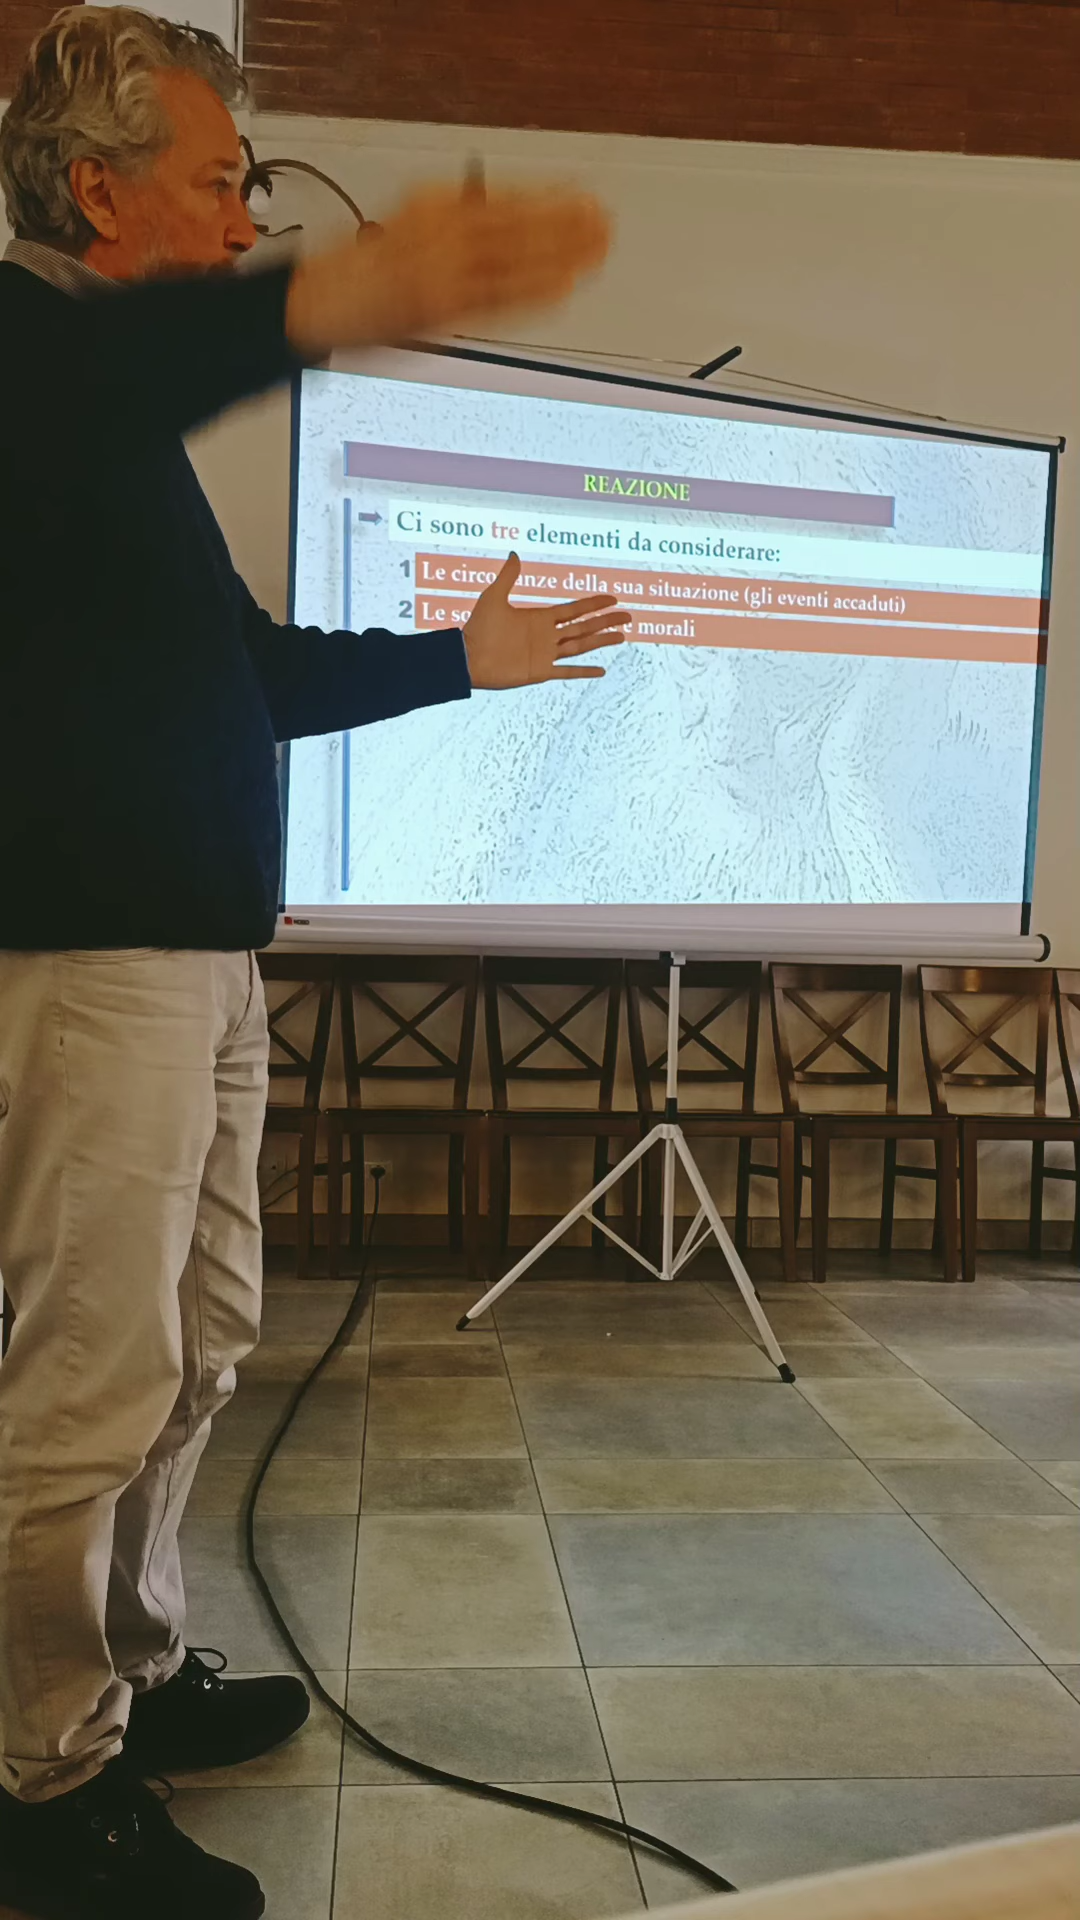 REAZIONE
Ci sono tre elementi da considerare:
1 Le circo anze della sua situazione (gli eventi accaduti)
2 Le so e morali